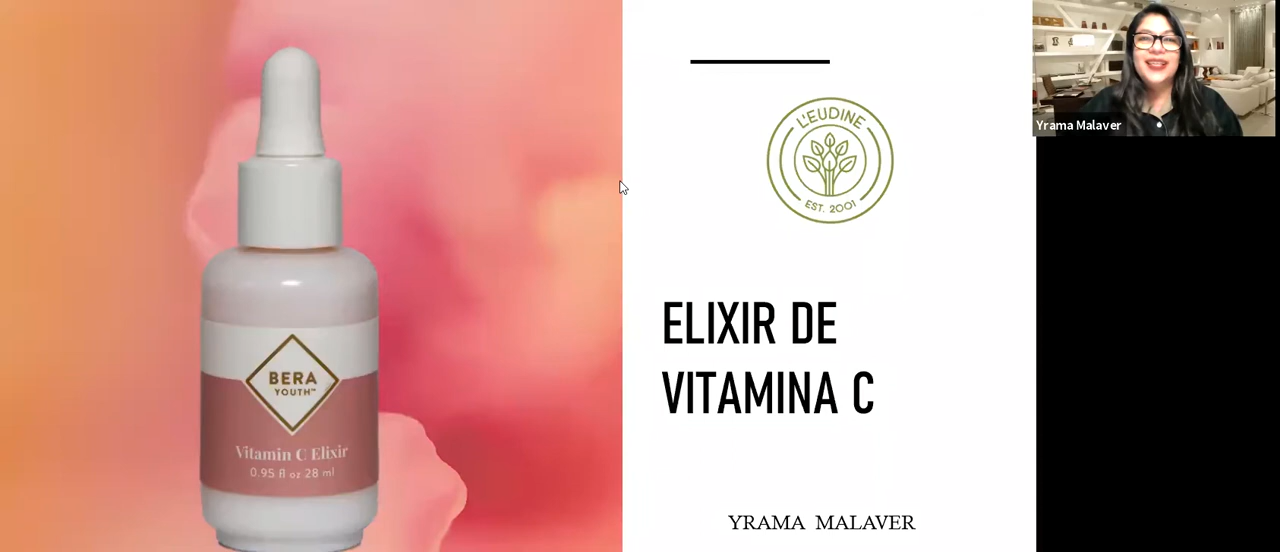 BERA
YOUTH™
Vitamin C Elixir
0.95 fl oz 28 ml
L'EUDINE
EST. 2001
ELIXIR DE
VITAMINA C
YRAMA MALAVER
Yrama Malaver